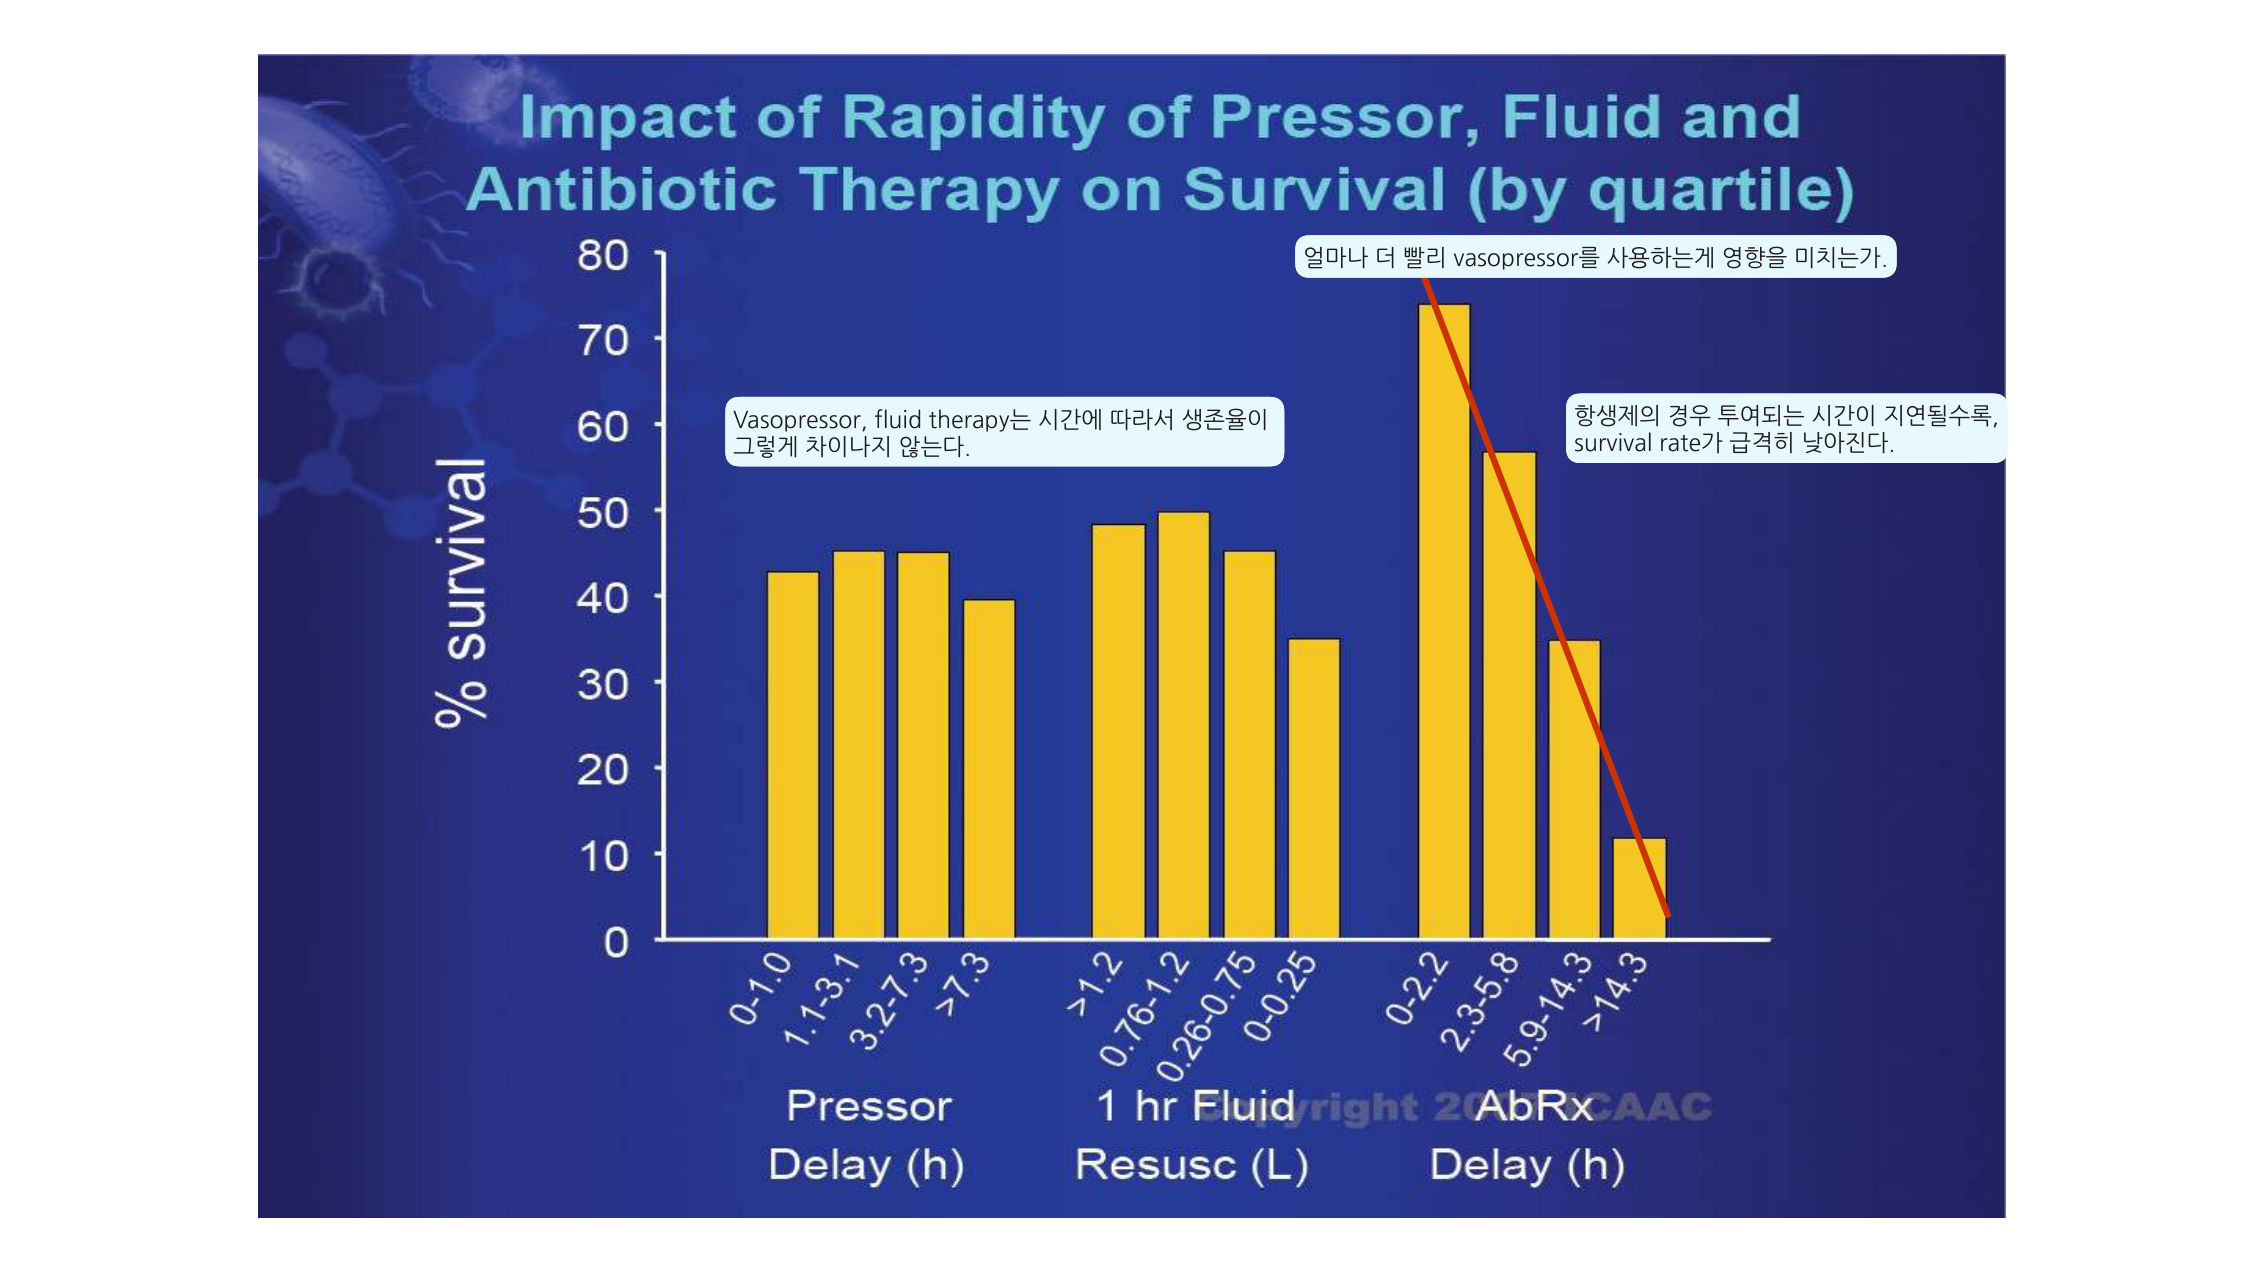 Impact of Rapidity of Pressor, Fluid and
Antibiotic Therapy on Survival (by quartile)
얼마나 더 빨리 vasopressor를 사용하는게 영향을 미치는가.
Vasopressor, fluid therapy는 시간에 따라서 생존율이
그렇게 차이나지 않는다.
항생제의 경우 투여되는 시간이 지연될수록,
survival rate가 급격히 낮아진다.
% survival
80
70
60
50
40
30
20
10
0
0-1.0
1.1-3.1
3.2-7.3
>7.3
>1.2
0.76-1.2
0.26-0.75
0-0.25
0-2.2
2.3-5.8
5.9-14.3
>14.3
Pressor
Delay (h)
1 hr Fluid
Resusc (L)
AbRx
Delay (h)